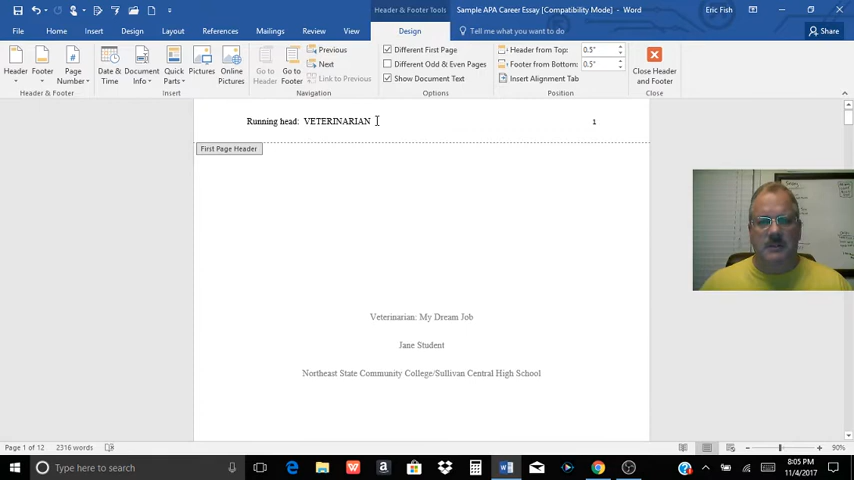 Header & Footer Tools
Sample APA Career Essay [Compatibility Mode] - Word
Eric Fish
File
Home
Insert
Design
Layout
References
Mailings
Review
View
Design
Tell me what you want to do...
Share
Header
Footer
Page Number
Date & Time
Document Info
Quick Parts
Pictures
Online Pictures
Go to Header
Go to Footer
Previous
Next
Link to Previous
Different First Page
Different Odd & Even Pages
Show Document Text
Header from Top: 0.5"
Footer from Bottom: 0.5"
Insert Alignment Tab
Close Header and Footer
Header & Footer
Insert
Navigation
Options
Position
Close
Running head: VETERINARIAN
1
First Page Header
Veterinarian: My Dream Job
Jane Student
Northeast State Community College/Sullivan Central High School
Page 1 of 12
2316 words
90%
Type here to search
8:05 PM
11/4/2017